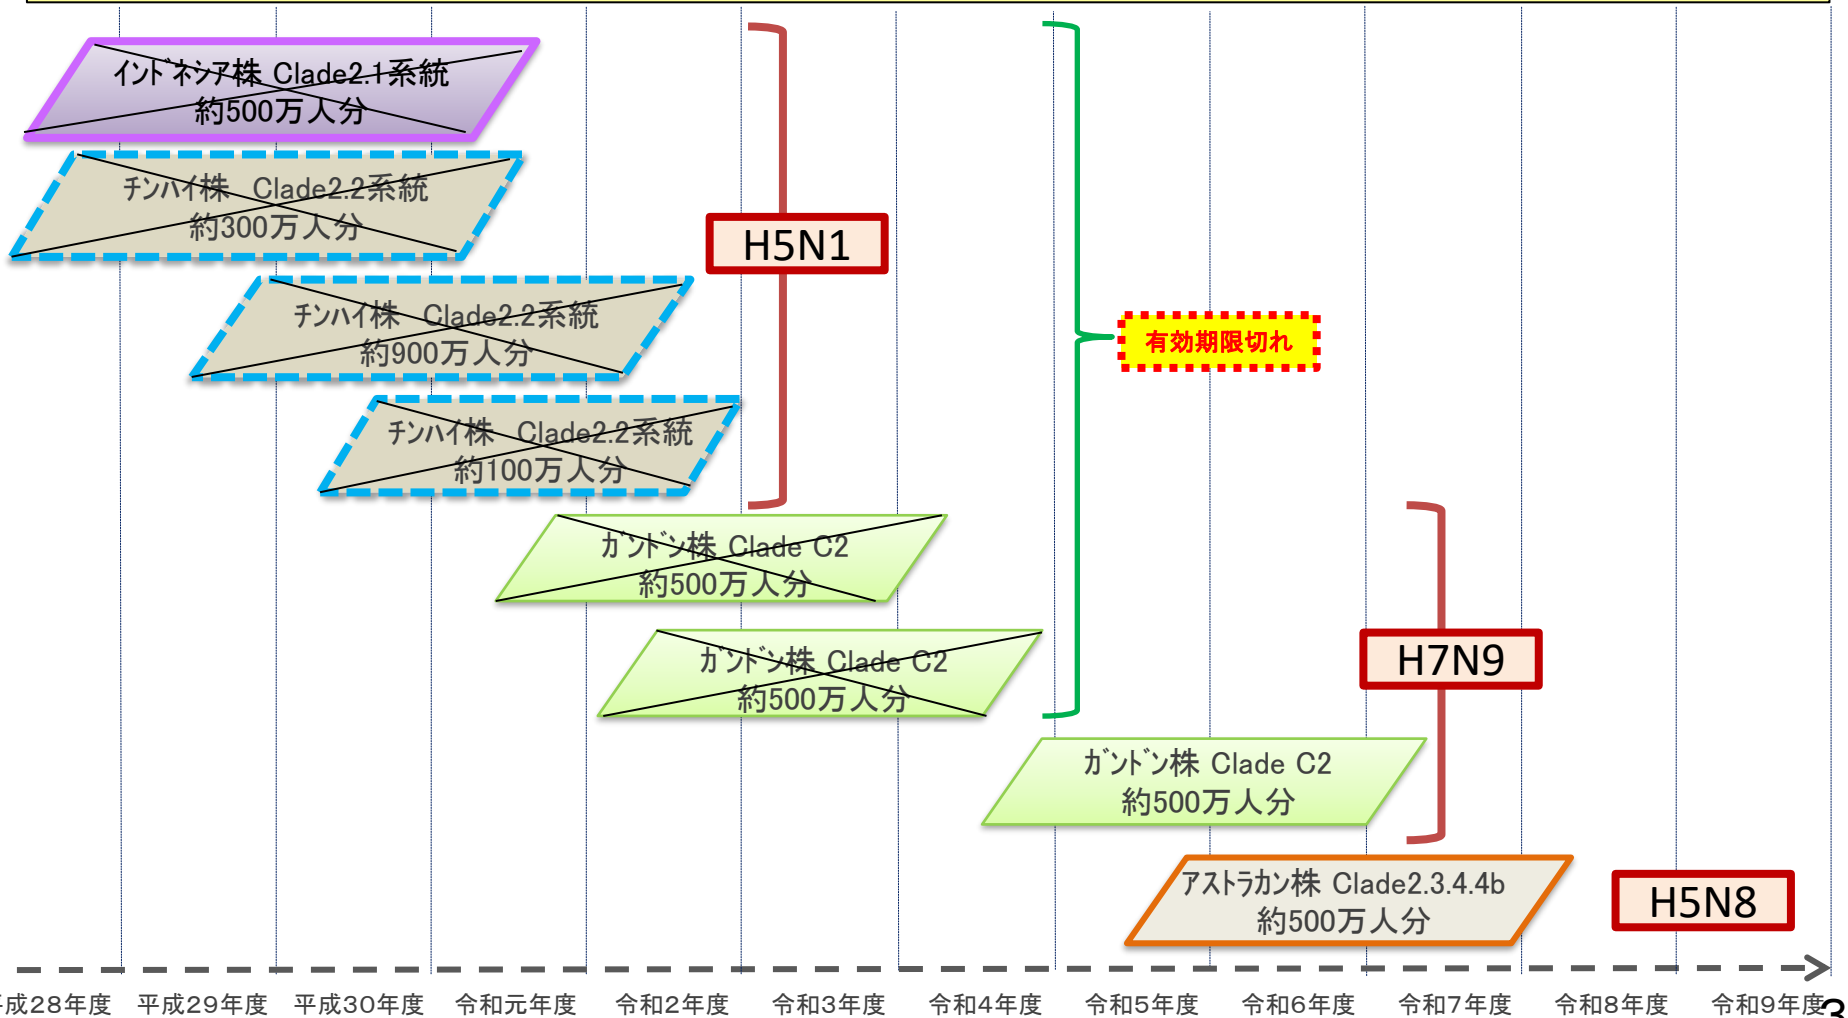 ｲﾝﾄﾞﾈｼｱ株 Clade2.1系統
約500万人分
ﾁﾝﾊｲ株 Clade2.2系統
約300万人分
H5N1
ﾁﾝﾊｲ株 Clade2.2系統
約900万人分
有効期限切れ
ﾁﾝﾊｲ株 Clade2.2系統
約100万人分
ｶﾞﾝﾄﾞﾝ株 Clade C2
約500万人分
ｶﾞﾝﾄﾞﾝ株 Clade C2
約500万人分
H7N9
ｶﾞﾝﾄﾞﾝ株 Clade C2
約500万人分
ｱｽﾄﾗｶﾝ株 Clade2.3.4.4b
約500万人分
H5N8
成28年度 平成29年度 平成30年度 令和元年度 令和2年度 令和3年度 令和4年度 令和5年度 令和6年度 令和7年度 令和8年度 令和9年度
3